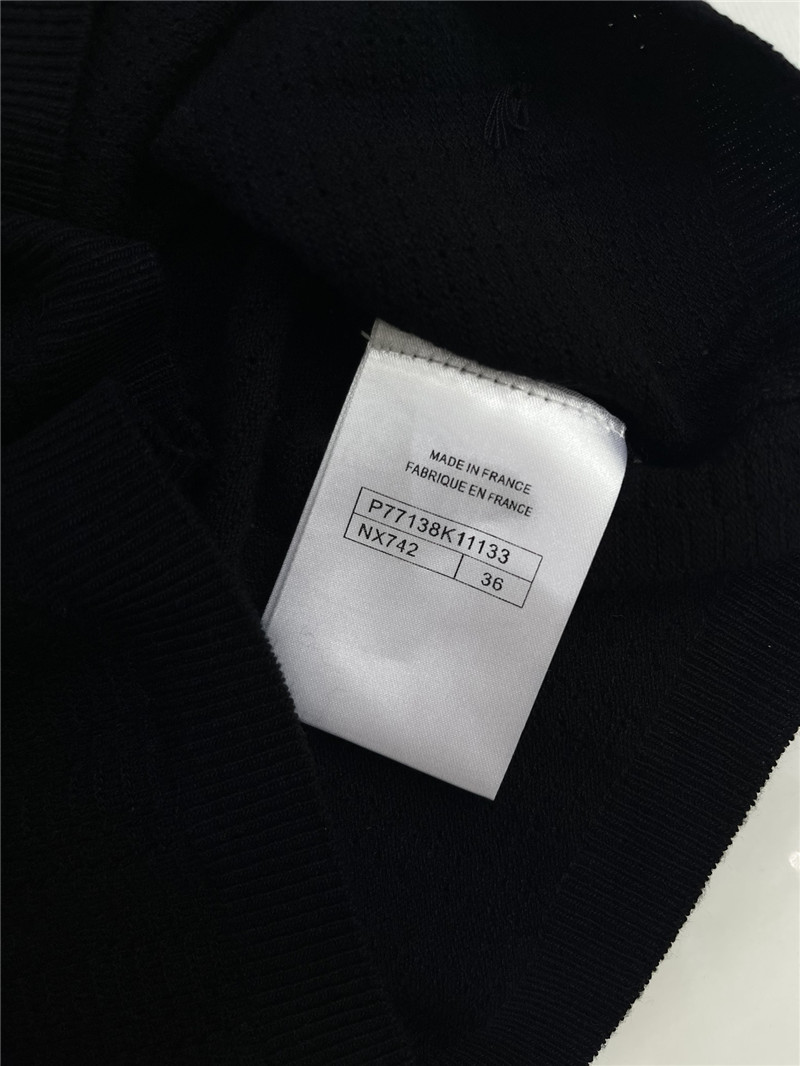 MADE IN FRANCE
FABRIQUE EN FRANCE
P77138K11133
NX742
36